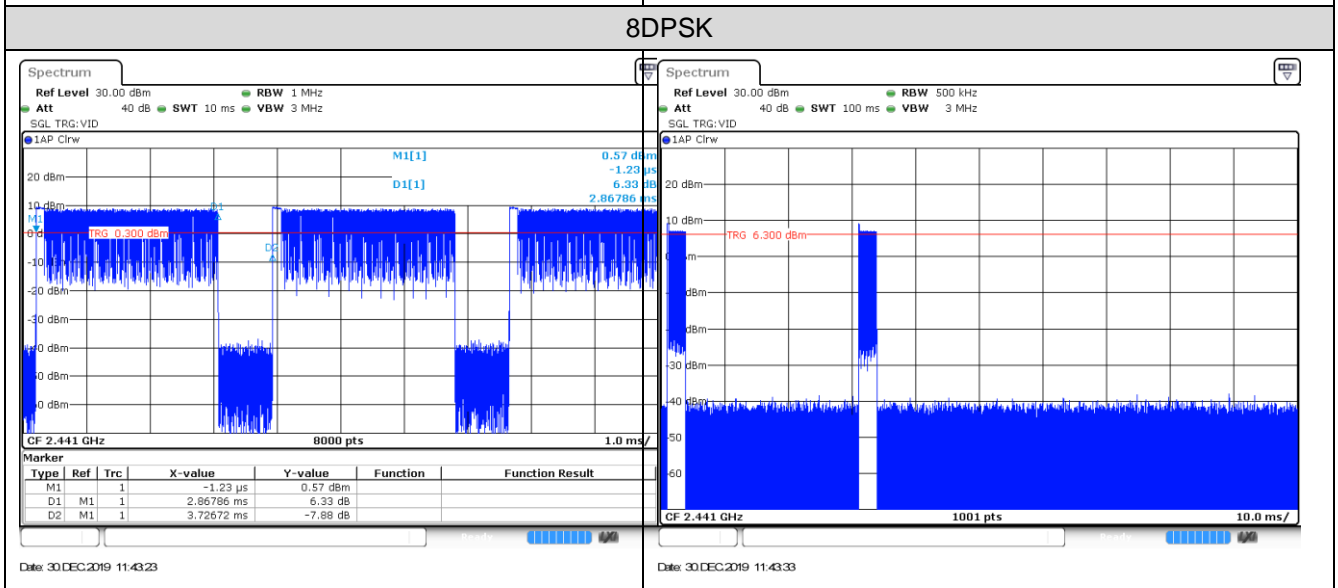 8DPSK
Spectrum
Ref Level 30.00 dBm RBW 1 MHz
Att 40 dB SWT 10 ms VBW 3 MHz
SGL TRG:VID
1AP Clrw
M1[1] 0.57 dBm
-1.23 µs
D1[1] 6.33 dB
2.86786 ms
20 dBm
10 dBm
D1
M1
TRG 0.300 dBm
D2
-20 dBm
-30 dBm
CF 2.441 GHz 8000 pts 1.0 ms/
Marker
Type Ref Trc X-value Y-value Function Function Result
M1 1 -1.23 µs 0.57 dBm
D1 M1 1 2.86786 ms 6.33 dB
D2 M1 1 3.72672 ms -7.88 dB
Date: 30.DEC.2019 11:43:23
Spectrum
Ref Level 30.00 dBm RBW 500 kHz
Att 40 dB SWT 100 ms VBW 3 MHz
SGL TRG:VID
1AP Clrw
20 dBm
10 dBm
TRG 6.300 dBm
-30 dBm
-40 dBm
-50
-60
CF 2.441 GHz 1001 pts 10.0 ms/
Date: 30.DEC.2019 11:43:33